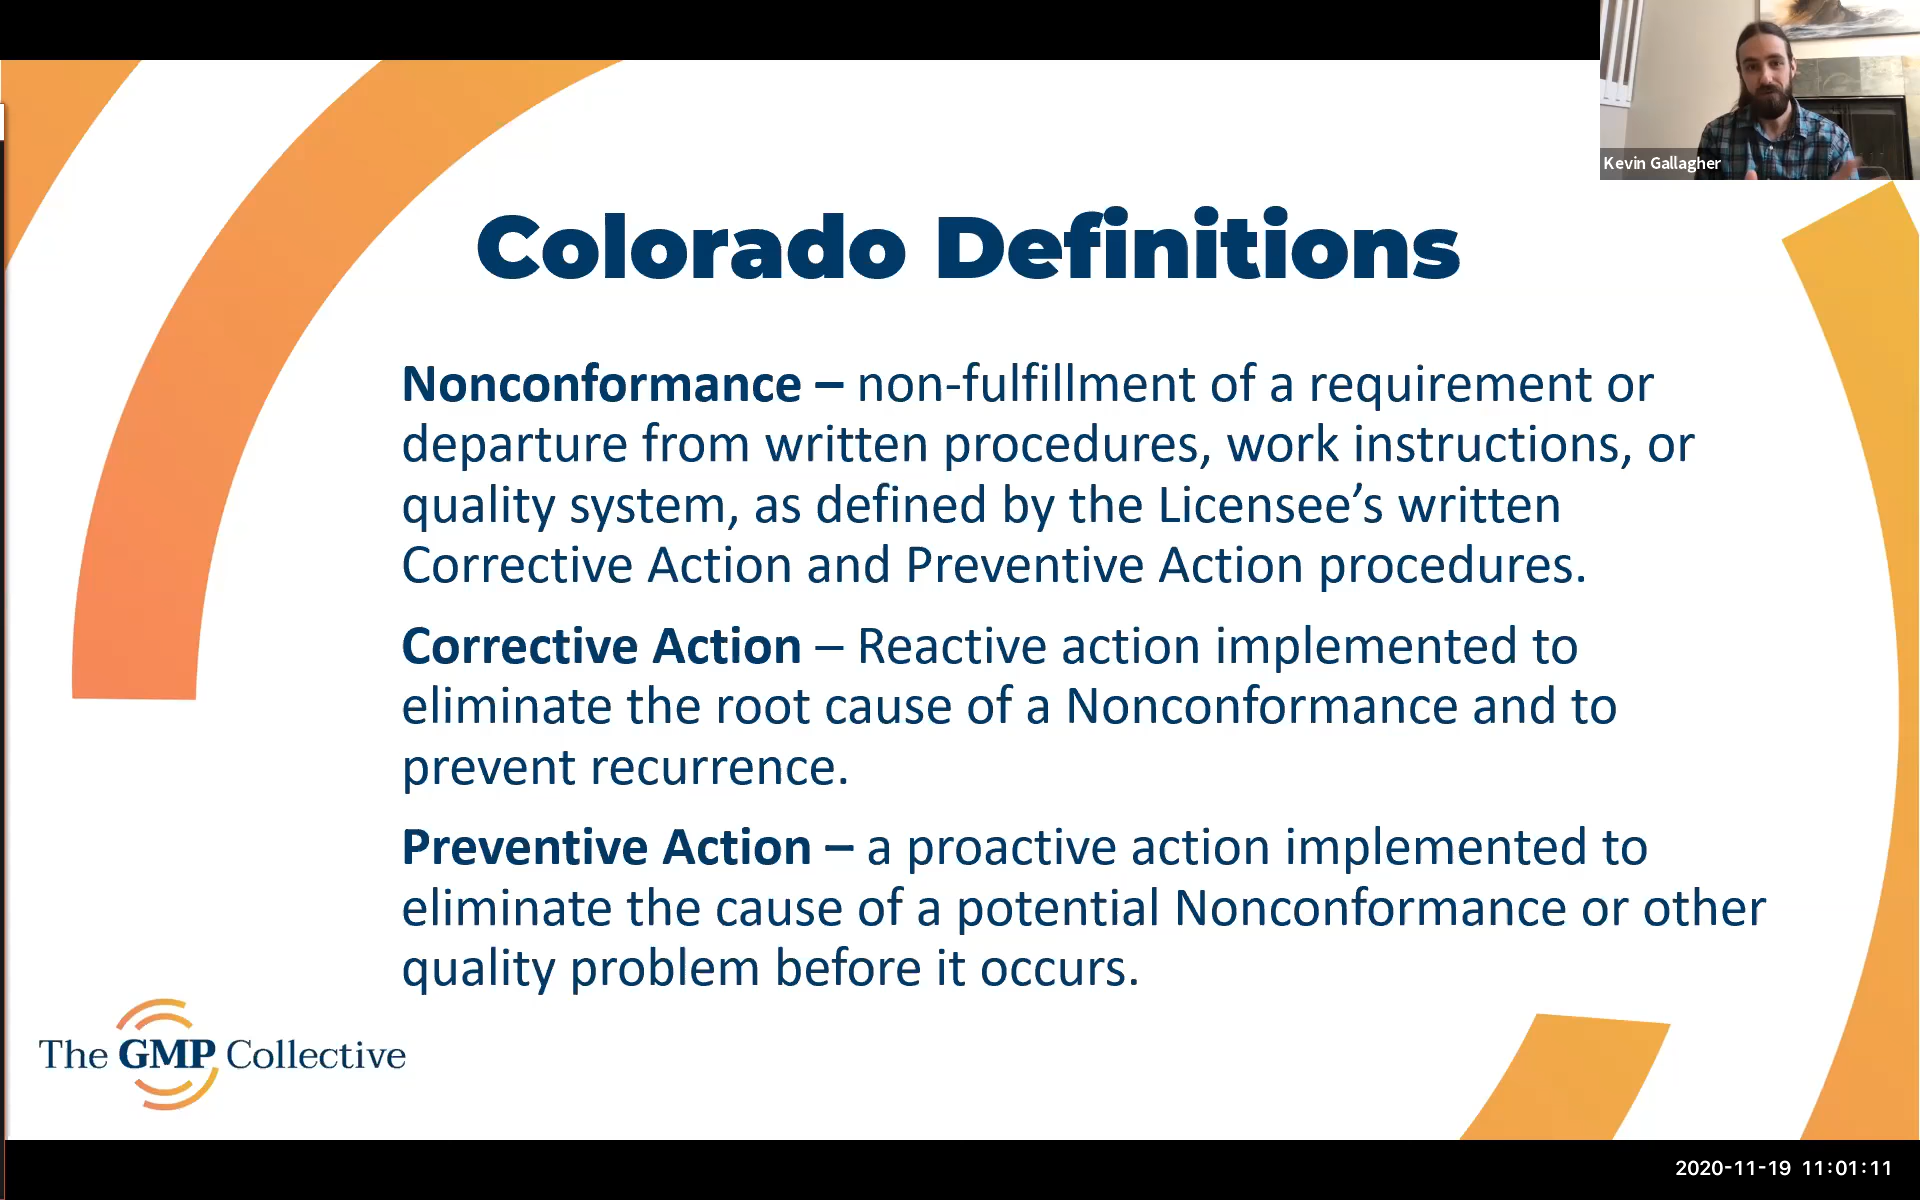 Kevin Gallagher
Colorado Definitions
Nonconformance – non-fulfillment of a requirement or
departure from written procedures, work instructions, or
quality system, as defined by the Licensee’s written
Corrective Action and Preventive Action procedures.
Corrective Action – Reactive action implemented to
eliminate the root cause of a Nonconformance and to
prevent recurrence.
Preventive Action – a proactive action implemented to
eliminate the cause of a potential Nonconformance or other
quality problem before it occurs.
The GMP Collective
2020-11-19 11:01:11